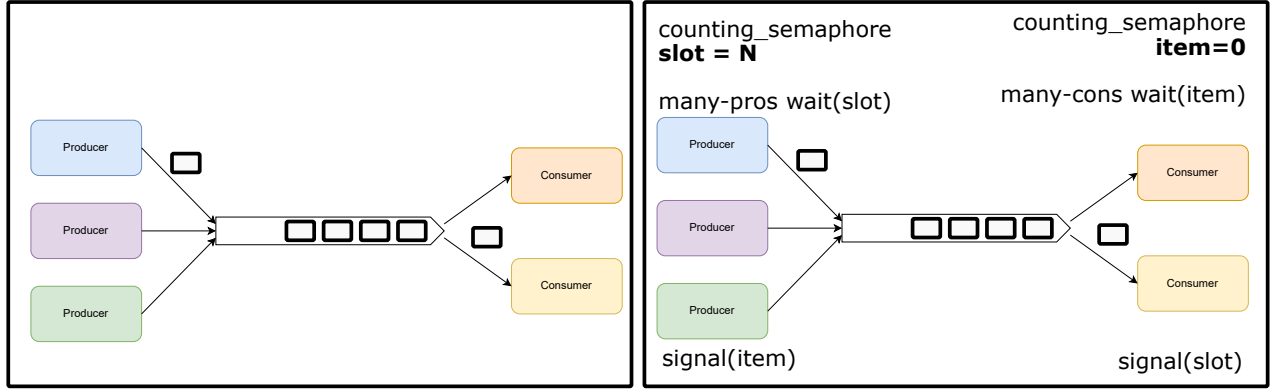 Producer
Producer
Producer
Consumer
Consumer
counting_semaphore
slot = N
counting_semaphore
item=0
many-pros wait(slot)
many-cons wait(item)
Producer
Producer
Producer
Consumer
Consumer
signal(item)
signal(slot)